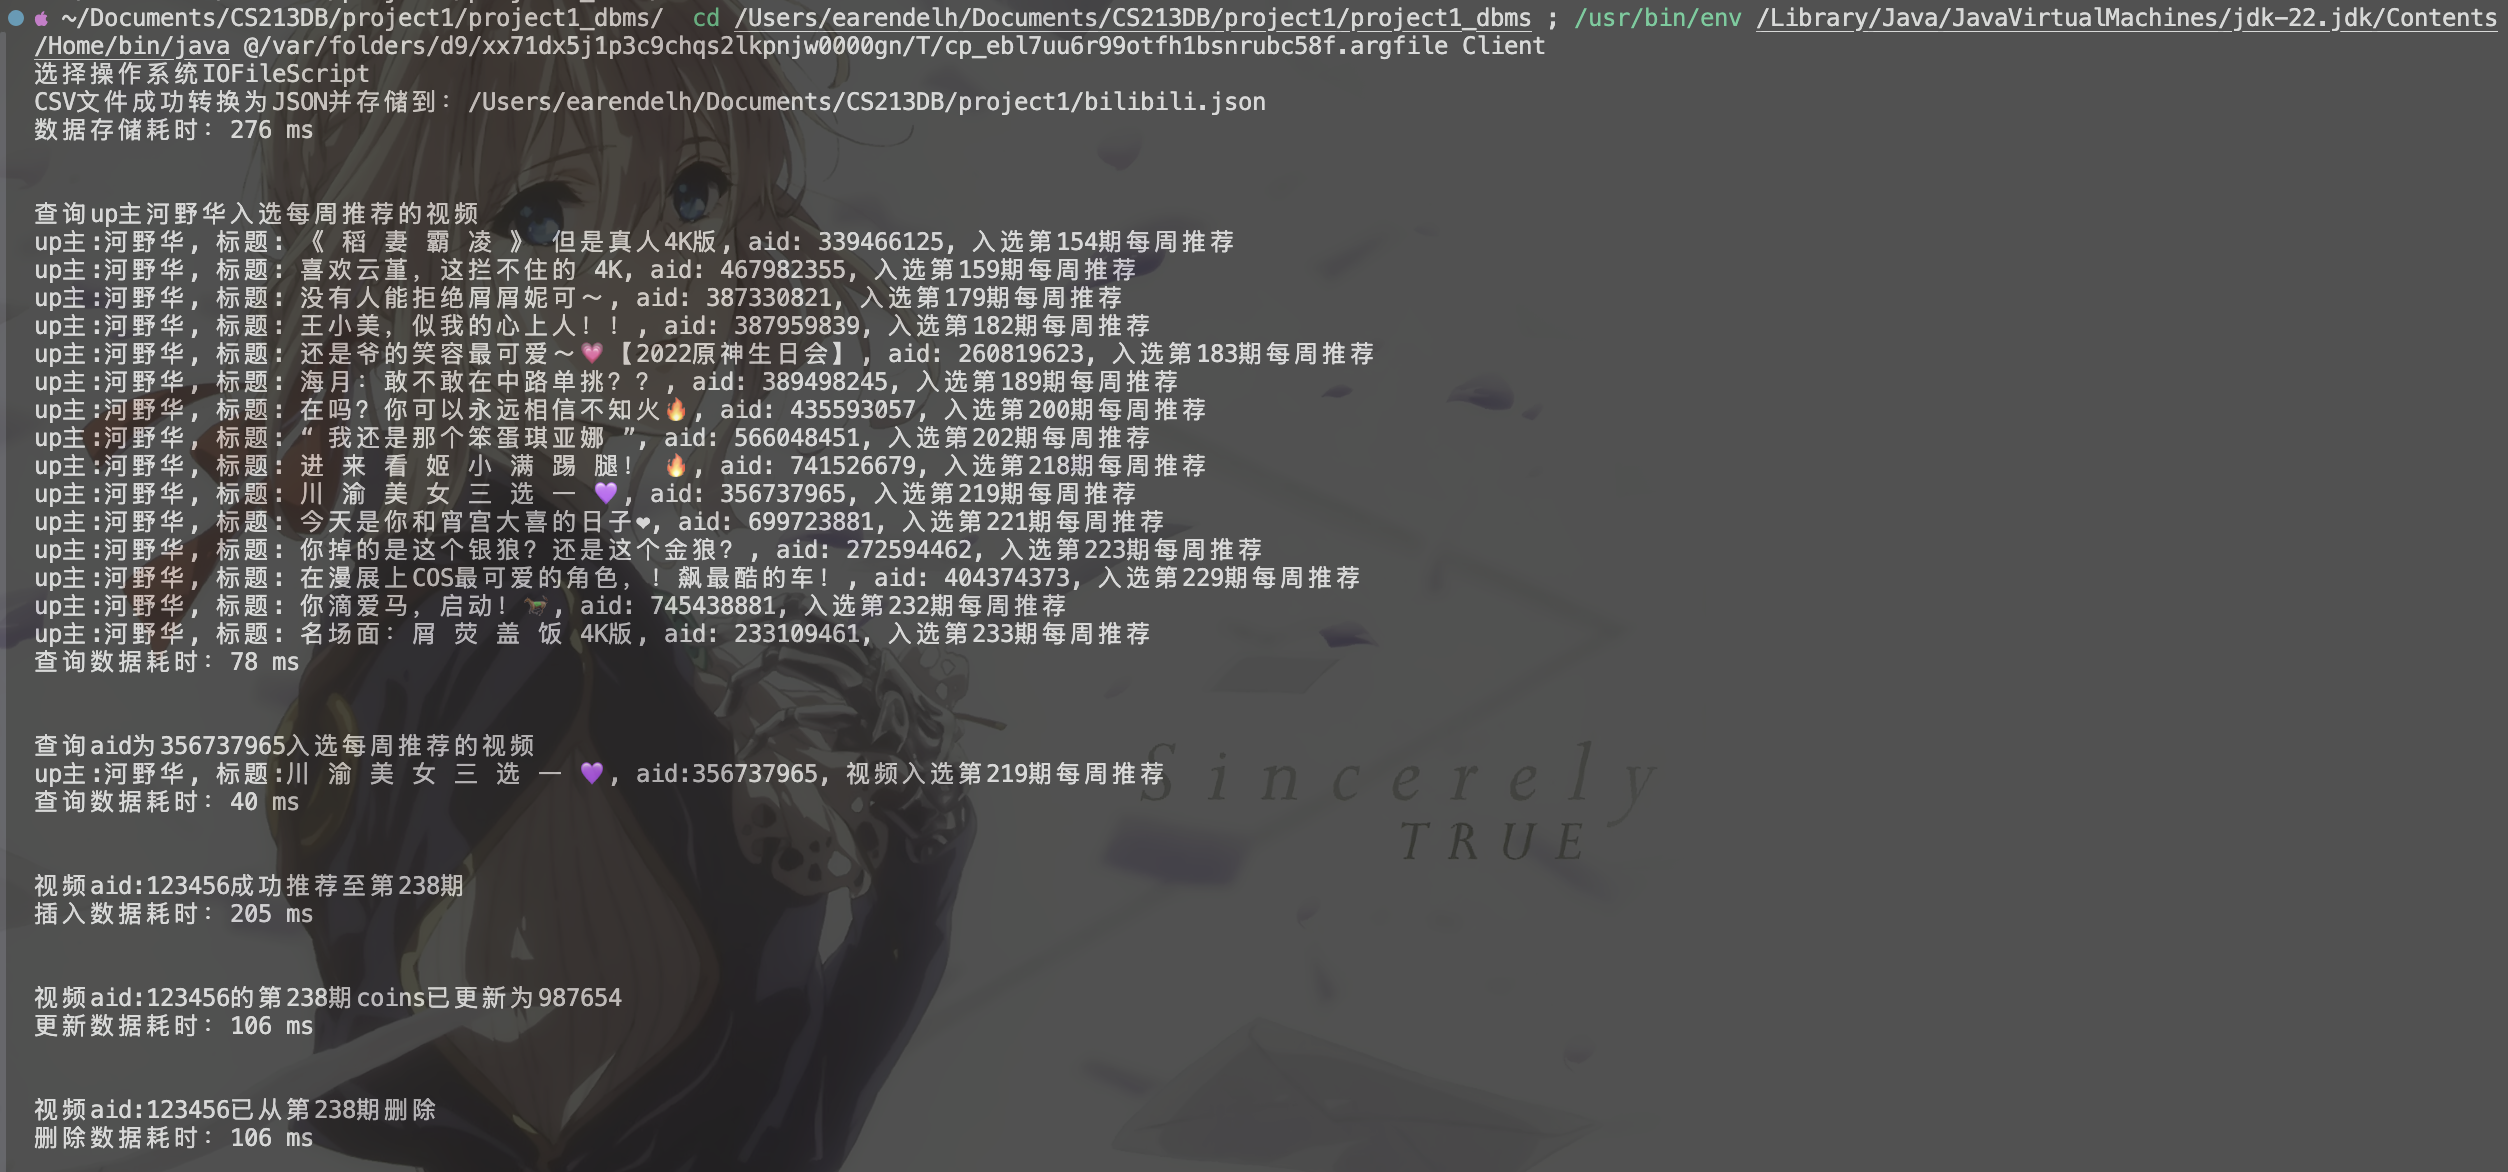 ~/Documents/CS213DB/project1/project1_dbms/  cd /Users/earendelh/Documents/CS213DB/project1/project1_dbms ; /usr/bin/env /Library/Java/JavaVirtualMachines/jdk-22.jdk/Contents
/Home/bin/java @/var/folders/d9/xx71dx5j1p3c9chqs2lkpnjw0000gn/T/cp_ebl7uu6r99otfh1bsnrubc58f.argfile Client
选择操作系统IOFileScript
CSV文件成功转换为JSON并存储到：/Users/earendelh/Documents/CS213DB/project1/bilibili.json
数据存储耗时：276 ms
查询up主河野华入选每周推荐的视频
up主:河野华, 标题: 《 稻 妻 霸 凌 》 但是真人4K版, aid: 339466125, 入选第154期每周推荐
up主:河野华, 标题: 喜欢云堇，这拦不住的 4K, aid: 467982355, 入选第159期每周推荐
up主:河野华, 标题: 没有人能拒绝屑屑妮可～, aid: 387330821, 入选第179期每周推荐
up主:河野华, 标题: 王小美，似我的心上人！！, aid: 387959839, 入选第182期每周推荐
up主:河野华, 标题: 还是爷的笑容最可爱～💗【2022原神生日会】, aid: 260819623, 入选第183期每周推荐
up主:河野华, 标题: 海月：敢不敢在中路单挑？？, aid: 389498245, 入选第189期每周推荐
up主:河野华, 标题: 在吗？你可以永远相信不知火🔥, aid: 435593057, 入选第200期每周推荐
up主:河野华, 标题: “ 我还是那个笨蛋琪亚娜 ”, aid: 566048451, 入选第202期每周推荐
up主:河野华, 标题: 进 来 看 姬 小 满 踢 腿！ 🔥, aid: 741526679, 入选第218期每周推荐
up主:河野华, 标题: 川 渝 美 女 三 选 一 💜, aid: 356737965, 入选第219期每周推荐
up主:河野华, 标题: 今天是你和宵宫大喜的日子❤, aid: 699723881, 入选第221期每周推荐
up主:河野华, 标题: 你掉的是这个银狼？还是这个金狼？, aid: 272594462, 入选第223期每周推荐
up主:河野华, 标题: 在漫展上COS最可爱的角色，！飙最酷的车！, aid: 404374373, 入选第229期每周推荐
up主:河野华, 标题: 你滴爱马，启动！🐎, aid: 745438881, 入选第232期每周推荐
up主:河野华, 标题: 名场面：屑 荧 盖 饭 4K版, aid: 233109461, 入选第233期每周推荐
查询数据耗时：78 ms
查询aid为356737965入选每周推荐的视频
up主:河野华, 标题:川 渝 美 女 三 选 一 💜, aid:356737965, 视频入选第219期每周推荐
查询数据耗时：40 ms
Sincerely
TRUE
视频aid:123456成功推荐至第238期
插入数据耗时：205 ms
视频aid:123456的第238期coins已更新为987654
更新数据耗时：106 ms
视频aid:123456已从第238期删除
删除数据耗时：106 ms